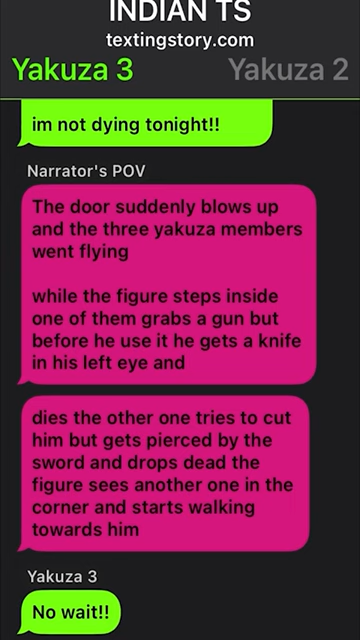 INDIAN TS
textingstory.com
Yakuza 3 Yakuza 2
im not dying tonight!!
Narrator's POV
The door suddenly blows up
and the three yakuza members
went flying
while the figure steps inside
one of them grabs a gun but
before he use it he gets a knife
in his left eye and
dies the other one tries to cut
him but gets pierced by the
sword and drops dead the
figure sees another one in the
corner and starts walking
towards him
Yakuza 3
No wait!!